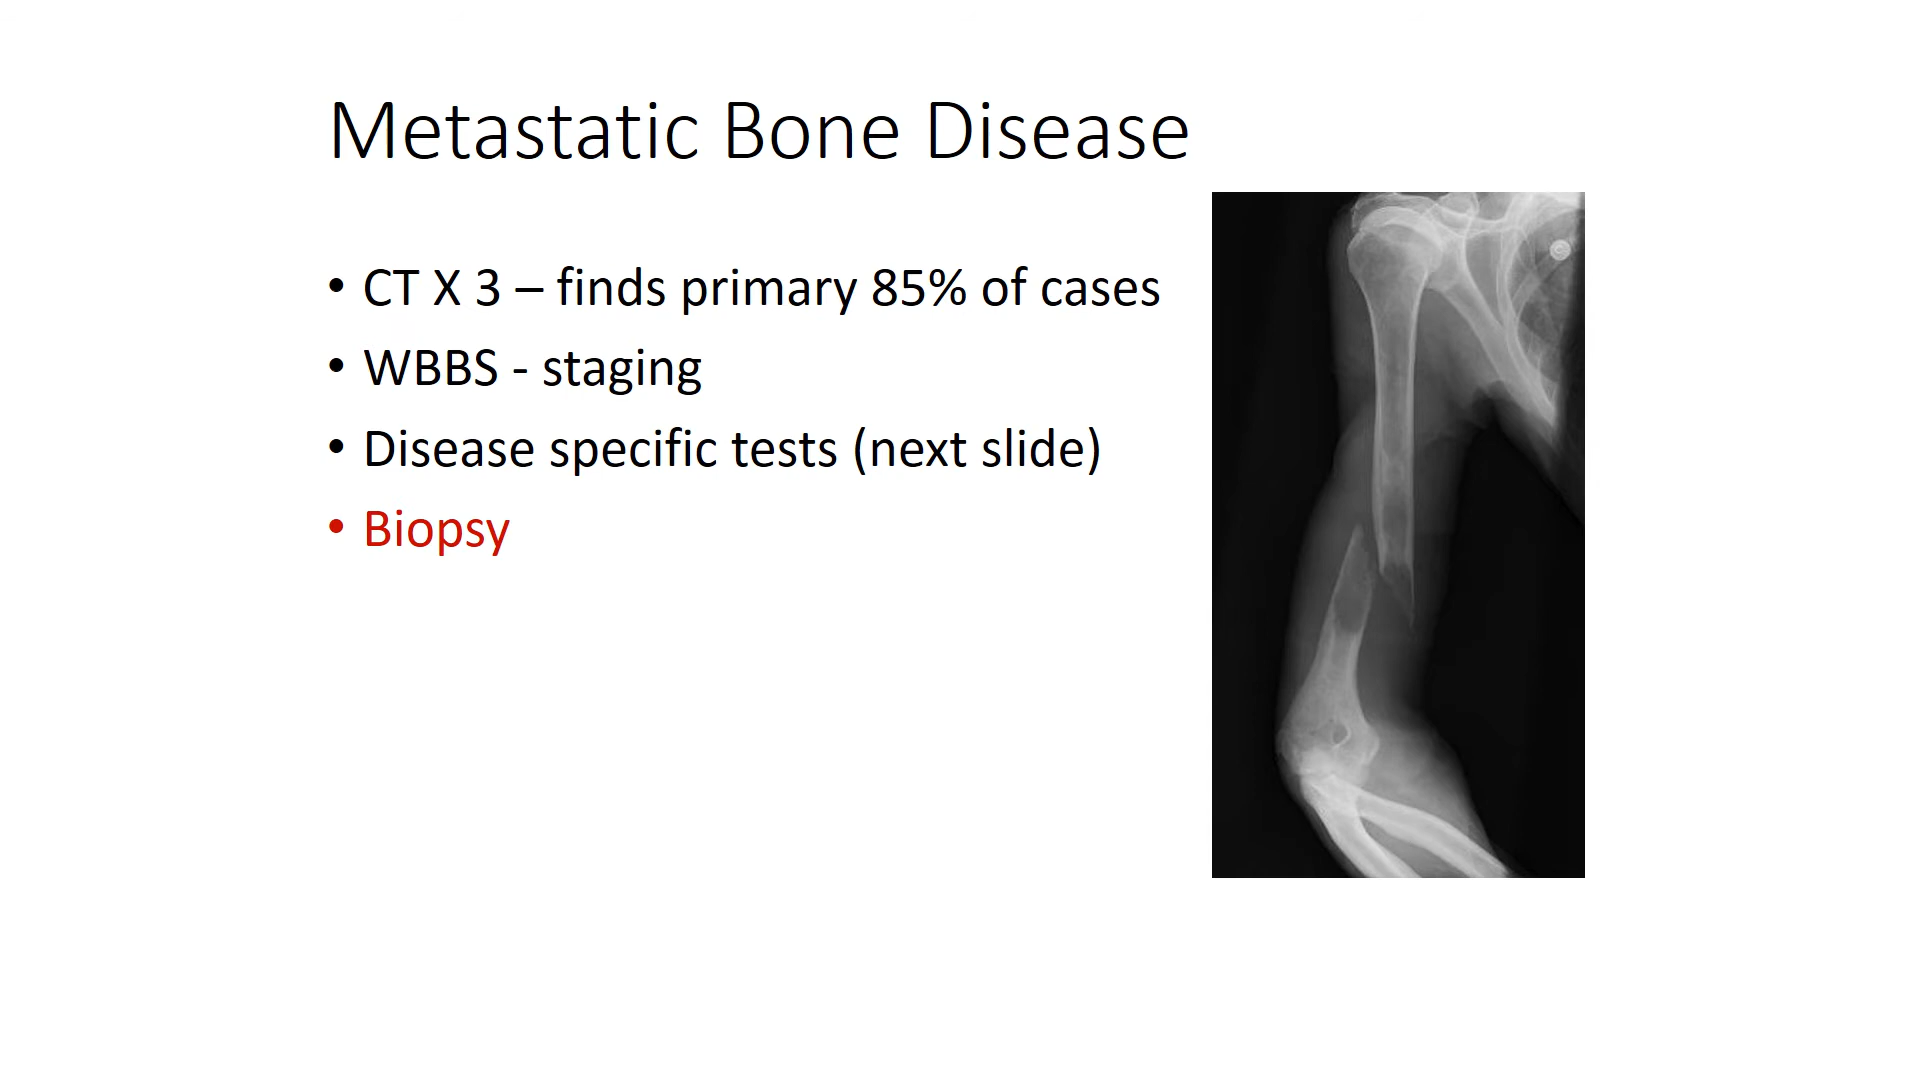 Metastatic Bone Disease
• CT X 3 – finds primary 85% of cases
• WBBS - staging
• Disease specific tests (next slide)
• Biopsy